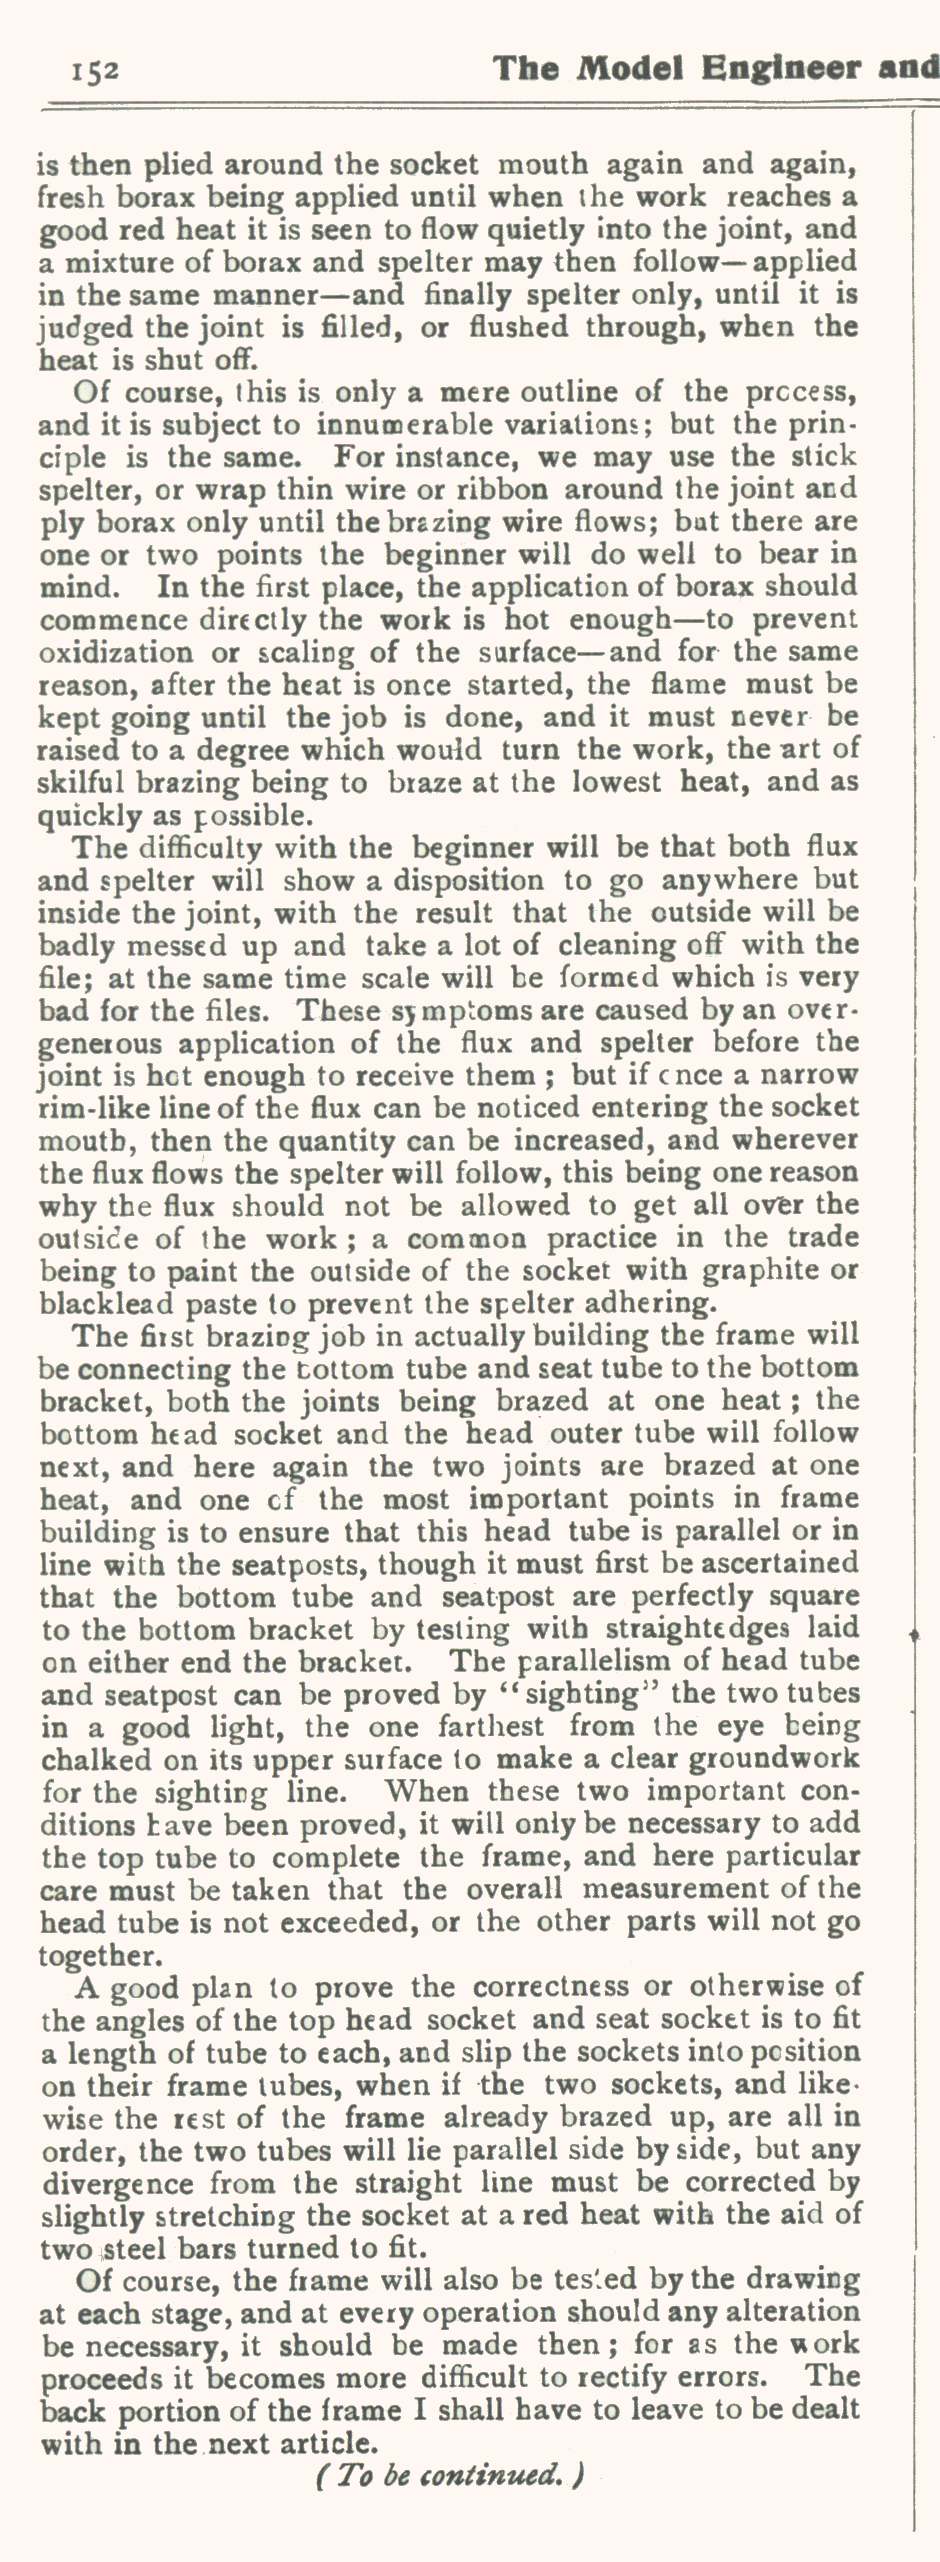 152
The Model Engineer and
is then plied around the socket mouth again and again,
fresh borax being applied until when the work reaches a
good red heat it is seen to flow quietly into the joint, and
a mixture of borax and spelter may then follow—applied
in the same manner—and finally spelter only, until it is
judged the joint is filled, or flushed through, when the
heat is shut off.
Of course, this is only a mere outline of the process,
and it is subject to innumerable variations; but the prin-
ciple is the same. For instance, we may use the stick
spelter, or wrap thin wire or ribbon around the joint and
ply borax only until the brazing wire flows; but there are
one or two points the beginner will do well to bear in
mind. In the first place, the application of borax should
commence directly the work is hot enough—to prevent
oxidization or scaling of the surface—and for the same
reason, after the heat is once started, the flame must be
kept going until the job is done, and it must never be
raised to a degree which would turn the work, the art of
skilful brazing being to braze at the lowest heat, and as
quickly as possible.
The difficulty with the beginner will be that both flux
and spelter will show a disposition to go anywhere but
inside the joint, with the result that the outside will be
badly messed up and take a lot of cleaning off with the
file; at the same time scale will be formed which is very
bad for the files. These symptoms are caused by an over-
generous application of the flux and spelter before the
joint is hot enough to receive them ; but if once a narrow
rim-like line of the flux can be noticed entering the socket
mouth, then the quantity can be increased, and wherever
the flux flows the spelter will follow, this being one reason
why the flux should not be allowed to get all over the
outside of the work ; a common practice in the trade
being to paint the outside of the socket with graphite or
blacklead paste to prevent the spelter adhering.
The first brazing job in actually building the frame will
be connecting the bottom tube and seat tube to the bottom
bracket, both the joints being brazed at one heat ; the
bottom head socket and the head outer tube will follow
next, and here again the two joints are brazed at one
heat, and one of the most important points in frame
building is to ensure that this head tube is parallel or in
line with the seatposts, though it must first be ascertained
that the bottom tube and seatpost are perfectly square
to the bottom bracket by testing with straightedges laid
on either end the bracket. The parallelism of head tube
and seatpost can be proved by “sighting” the two tubes
in a good light, the one farthest from the eye being
chalked on its upper surface to make a clear groundwork
for the sighting line. When these two important con-
ditions have been proved, it will only be necessary to add
the top tube to complete the frame, and here particular
care must be taken that the overall measurement of the
head tube is not exceeded, or the other parts will not go
together.
A good plan to prove the correctness or otherwise of
the angles of the top head socket and seat socket is to fit
a length of tube to each, and slip the sockets into position
on their frame tubes, when if the two sockets, and like-
wise the rest of the frame already brazed up, are all in
order, the two tubes will lie parallel side by side, but any
divergence from the straight line must be corrected by
slightly stretching the socket at a red heat with the aid of
two steel bars turned to fit.
Of course, the frame will also be tested by the drawing
at each stage, and at every operation should any alteration
be necessary, it should be made then ; for as the work
proceeds it becomes more difficult to rectify errors. The
back portion of the frame I shall have to leave to be dealt
with in the next article.
( To be continued. )